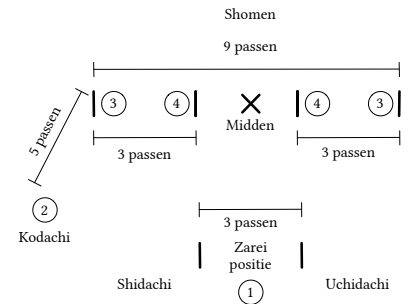 Shomen
9 passen
3 4 4 3
Midden
5 passen
3 passen 3 passen
2
Kodachi
3 passen
Zarei
positie
Shidachi 1 Uchidachi